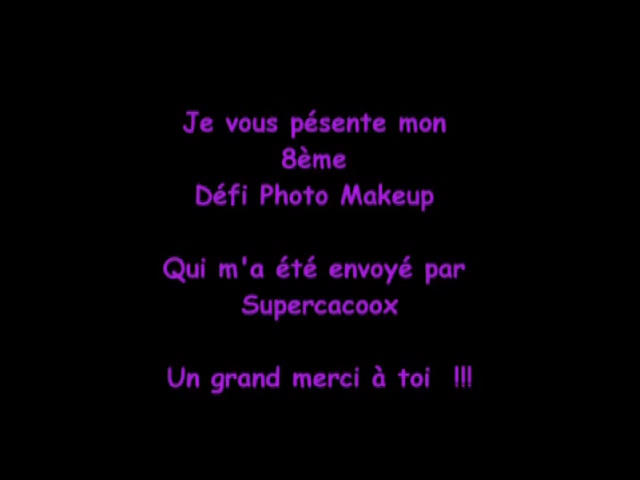 Je vous pésente mon
8ème
Défi Photo Makeup
Qui m'a été envoyé par
Supercacoox
Un grand merci à toi !!!